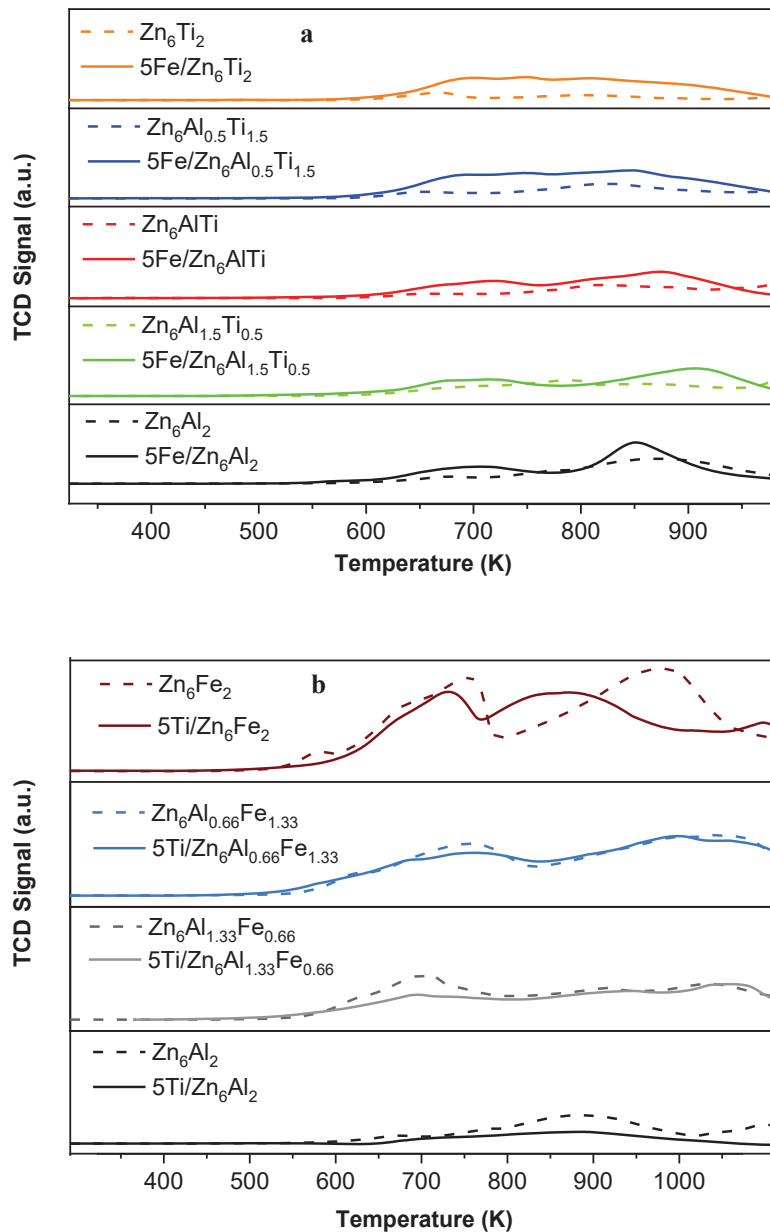 a
Zn₆Ti₂
5Fe/Zn₆Ti₂
Zn₆Al₀.₅Ti₁.₅
5Fe/Zn₆Al₀.₅Ti₁.₅
Zn₆AlTi
5Fe/Zn₆AlTi
Zn₆Al₁.₅Ti₀.₅
5Fe/Zn₆Al₁.₅Ti₀.₅
Zn₆Al₂
5Fe/Zn₆Al₂
TCD Signal (a.u.)
400 500 600 700 800 900
Temperature (K)
b
Zn₆Fe₂
5Ti/Zn₆Fe₂
Zn₆Al₀.₆₆Fe₁.₃₃
5Ti/Zn₆Al₀.₆₆Fe₁.₃₃
Zn₆Al₁.₃₃Fe₀.₆₆
5Ti/Zn₆Al₁.₃₃Fe₀.₆₆
Zn₆Al₂
5Ti/Zn₆Al₂
TCD Signal (a.u.)
400 500 600 700 800 900 1000
Temperature (K)